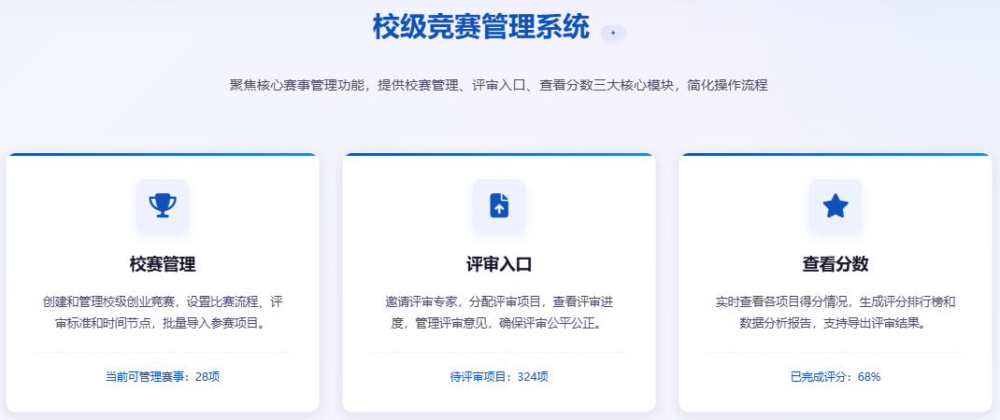 校级竞赛管理系统
聚焦核心赛事管理功能，提供校赛管理、评审入口、查看分数三大核心模块，简化操作流程
校赛管理
创建和管理校级创业竞赛，设置比赛流程、评
审标准和时间节点，批量导入参赛项目。
当前可管理赛事：28项
评审入口
邀请评审专家，分配评审项目，查看评审进
度，管理评审意见，确保评审公平公正。
待评审项目：324项
查看分数
实时查看各项目得分情况，生成评分排行榜和
数据分析报告，支持导出评审结果。
已完成评分：68%